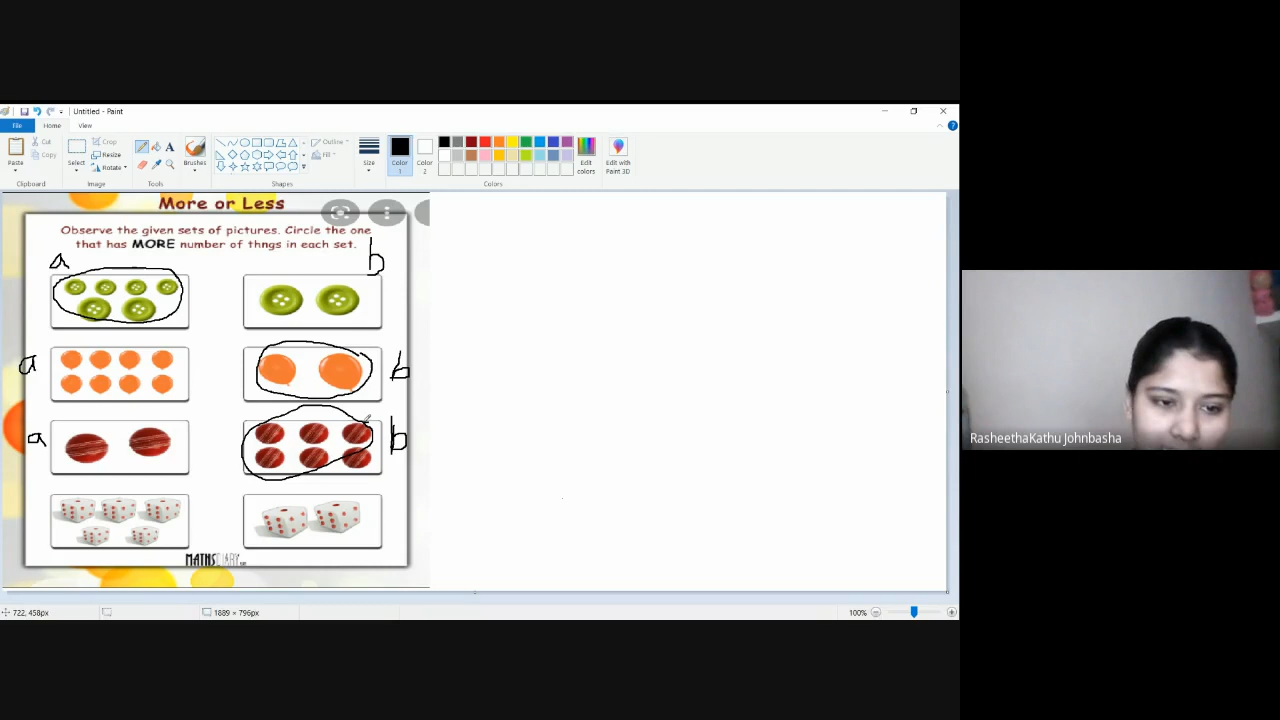 Untitled - Paint
File
Home
View
Paste
Cut
Copy
Clipboard
Select
Crop
Resize
Rotate
Image
Tools
Brushes
Shapes
Outline
Fill
Size
Color 1
Color 2
Colors
Edit colors
Edit with Paint 3D
More or Less
Observe the given sets of pictures. Circle the one
that has MORE number of thngs in each set.
a
b
a
b
a
b
MATHSDIARY
722, 458px
1889 × 796px
100%
RasheethaKathu Johnbasha